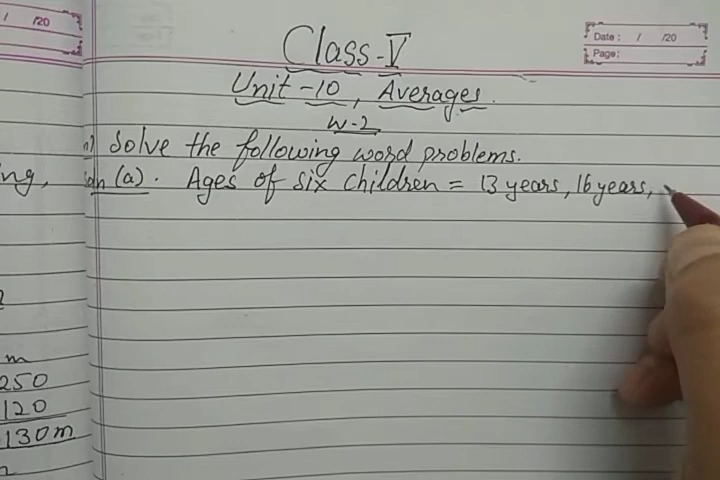 / /20
Date : / /20
Page:
Class-V
Unit-10, Averages.
W-2
n) Solve the following word problems.
soln (a). Ages of six children = 13 years, 16 years,
ng,
m
250
120
130m